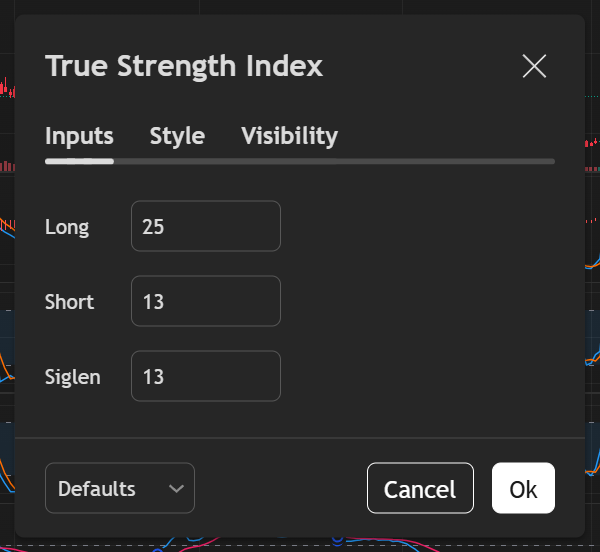 True Strength Index
Inputs Style Visibility
Long 25
Short 13
Siglen 13
Defaults Cancel Ok